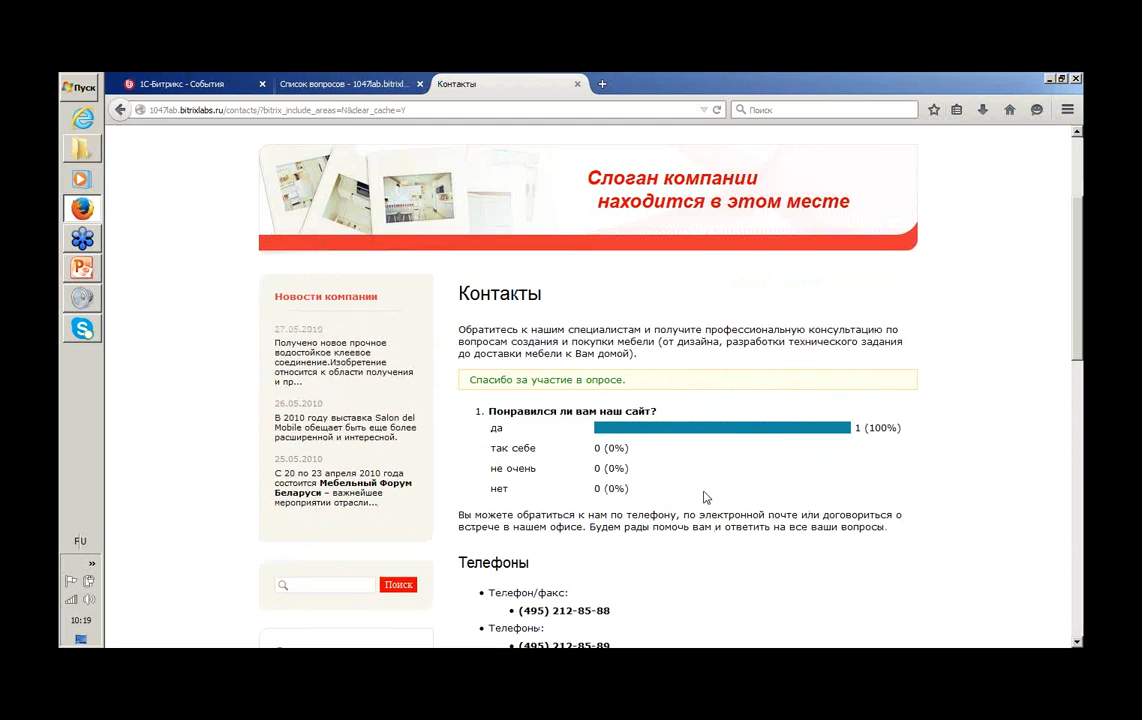 Пуск
1С-Битрикс - События
Список вопросов - 1047lab.bitrixl...
Контакты
1047lab.bitrixlabs.ru/contacts/?bitrix_include_areas=N&clear_cache=Y
Поиск
Слоган компании
находится в этом месте
Новости компании
27.05.2010
Получено новое прочное
водостойкое клеевое
соединение.Изобретение
относится к области получения
и пр...
26.05.2010
В 2010 году выставка Salon del
Mobile обещает быть еще более
расширенной и интересной.
25.05.2010
С 20 по 23 апреля 2010 года
состоится Мебельный Форум
Беларуси – важнейшее
мероприятии отрасли...
Поиск
Контакты
Обратитесь к нашим специалистам и получите профессиональную консультацию по
вопросам создания и покупки мебели (от дизайна, разработки технического задания
до доставки мебели к Вам домой).
Спасибо за участие в опросе.
1. Понравился ли вам наш сайт?
да 1 (100%)
так себе 0 (0%)
не очень 0 (0%)
нет 0 (0%)
Вы можете обратиться к нам по телефону, по электронной почте или договориться о
встрече в нашем офисе. Будем рады помочь вам и ответить на все ваши вопросы.
Телефоны
• Телефон/факс:
• (495) 212-85-88
• Телефоны:
• (495) 212-85-89
10:19